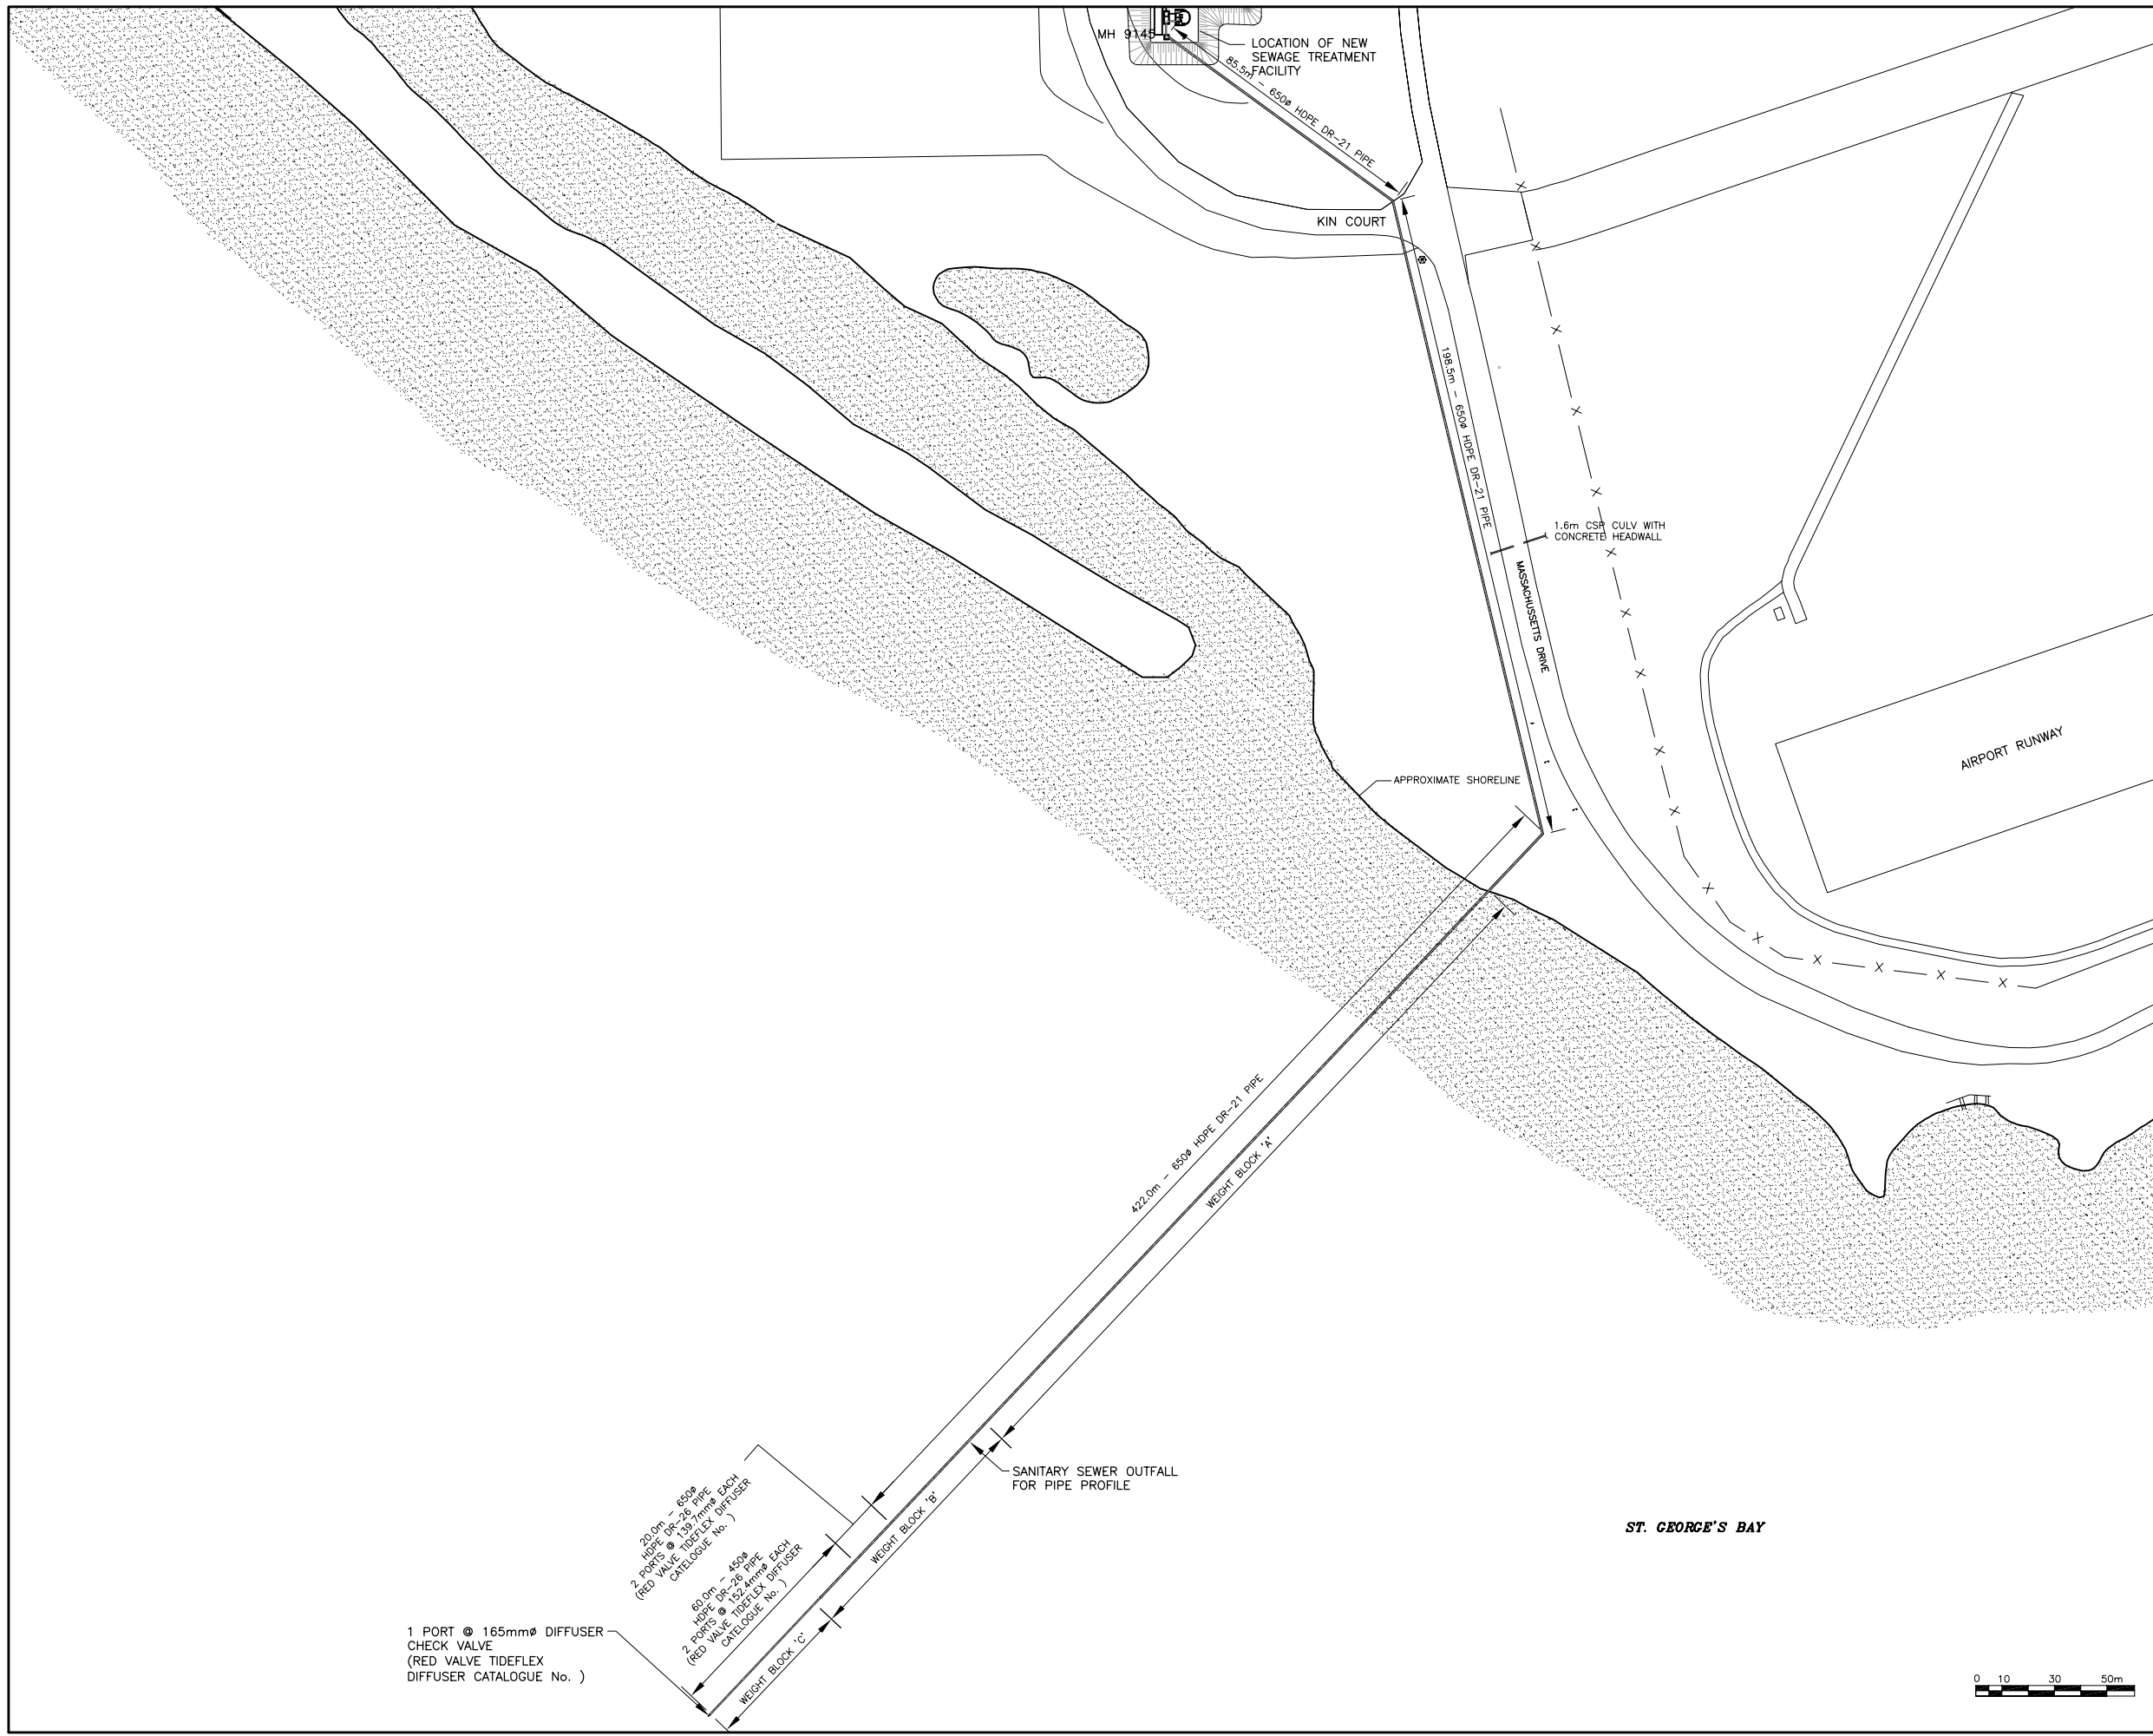 MH 9145
LOCATION OF NEW
SEWAGE TREATMENT
FACILITY
85.5m - 650ø HDPE DR-21 PIPE
KIN COURT
198.5m - 650ø HDPE DR-21 PIPE
1.6m CSP CULV WITH
CONCRETE HEADWALL
MASSACHUSETTS DRIVE
AIRPORT RUNWAY
APPROXIMATE SHORELINE
422.0m - 650ø HDPE DR-21 PIPE
WEIGHT BLOCK 'A'
SANITARY SEWER OUTFALL
FOR PIPE PROFILE
WEIGHT BLOCK 'B'
20.0m - 650ø
HDPE DR-26 PIPE
2 PORTS @ 139.7mmø EACH
(RED VALVE TIDEFLEX DIFFUSER
CATELOGUE No. )
60.0m - 450ø
HDPE DR-26 PIPE
2 PORTS @ 152.4mmø EACH
(RED VALVE TIDEFLEX DIFFUSER
CATELOGUE No. )
WEIGHT BLOCK 'C'
1 PORT @ 165mmø DIFFUSER
CHECK VALVE
(RED VALVE TIDEFLEX
DIFFUSER CATALOGUE No. )
ST. GEORGE'S BAY
0 10 30 50m